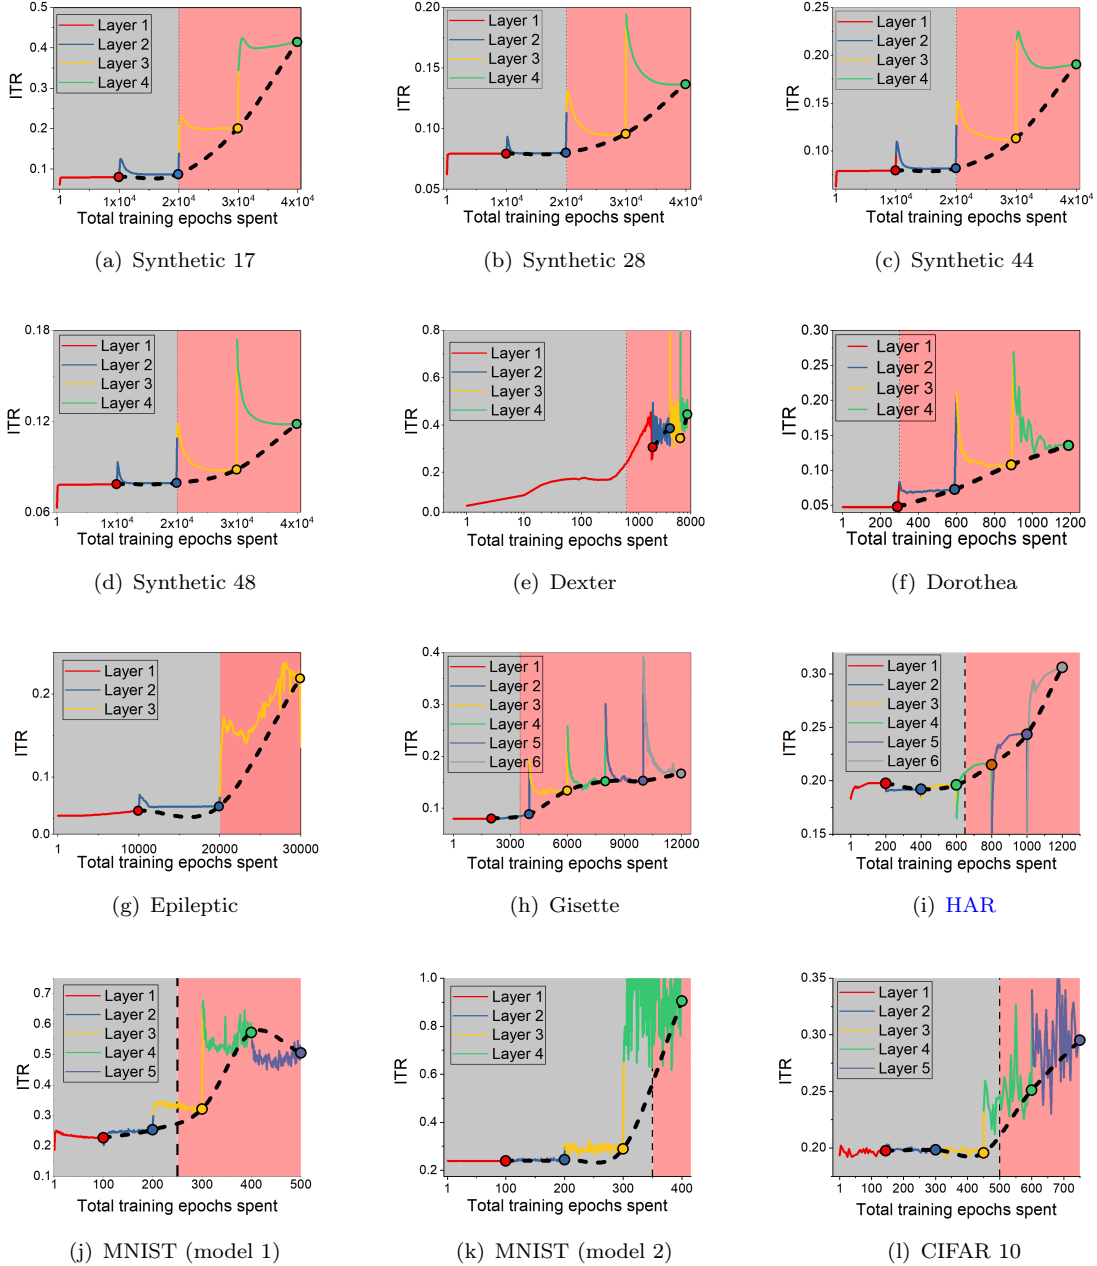 0.5
0.4
0.3
0.2
0.1
ITR
Layer 1
Layer 2
Layer 3
Layer 4
1 1x10⁴ 2x10⁴ 3x10⁴ 4x10⁴
Total training epochs spent
(a) Synthetic 17
0.20
0.15
0.10
0.05
ITR
Layer 1
Layer 2
Layer 3
Layer 4
1 1x10⁴ 2x10⁴ 3x10⁴ 4x10⁴
Total training epochs spent
(b) Synthetic 28
0.25
0.20
0.15
0.10
ITR
Layer 1
Layer 2
Layer 3
Layer 4
1 1x10⁴ 2x10⁴ 3x10⁴ 4x10⁴
Total training epochs spent
(c) Synthetic 44
0.18
0.12
0.06
ITR
Layer 1
Layer 2
Layer 3
Layer 4
1 1x10⁴ 2x10⁴ 3x10⁴ 4x10⁴
Total training epochs spent
(d) Synthetic 48
0.8
0.6
0.4
0.2
0.0
ITR
Layer 1
Layer 2
Layer 3
Layer 4
1 10 100 1000 8000
Total training epochs spent
(e) Dexter
0.30
0.25
0.20
0.15
0.10
0.05
ITR
Layer 1
Layer 2
Layer 3
Layer 4
1 200 400 600 800 1000 1200
Total training epochs spent
(f) Dorothea
0.2
0.1
0.0
ITR
Layer 1
Layer 2
Layer 3
1 10000 20000 30000
Total training epochs spent
(g) Epileptic
0.4
0.3
0.2
0.1
ITR
Layer 1
Layer 2
Layer 3
Layer 4
Layer 5
Layer 6
1 3000 6000 9000 12000
Total training epochs spent
(h) Gisette
0.30
0.25
0.20
0.15
ITR
Layer 1
Layer 2
Layer 3
Layer 4
Layer 5
Layer 6
1 200 400 600 800 1000 1200
Total training epochs spent
(i) HAR
0.7
0.6
0.5
0.4
0.3
0.2
0.1
ITR
Layer 1
Layer 2
Layer 3
Layer 4
Layer 5
1 100 200 300 400 500
Total training epochs spent
(j) MNIST (model 1)
1.0
0.8
0.6
0.4
0.2
ITR
Layer 1
Layer 2
Layer 3
Layer 4
1 100 200 300 400
Total training epochs spent
(k) MNIST (model 2)
0.35
0.30
0.25
0.20
ITR
Layer 1
Layer 2
Layer 3
Layer 4
Layer 5
1 100 200 300 400 500 600 700
Total training epochs spent
(l) CIFAR 10